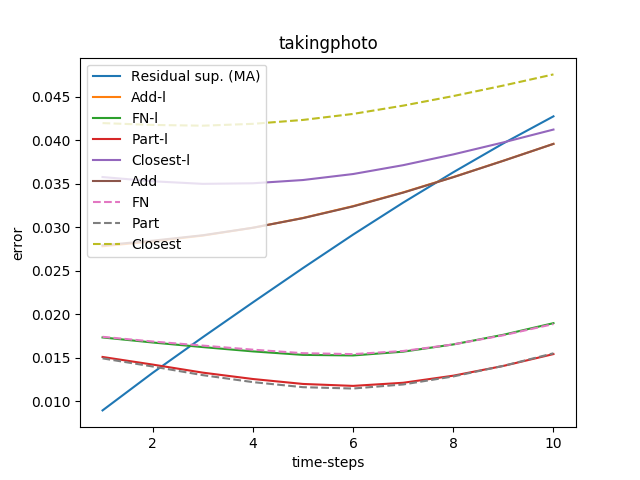 takingphoto
Residual sup. (MA)
Add-l
FN-l
Part-l
Closest-l
Add
FN
Part
Closest
0.045
0.040
0.035
0.030
0.025
0.020
0.015
0.010
error
2 4 6 8 10
time-steps